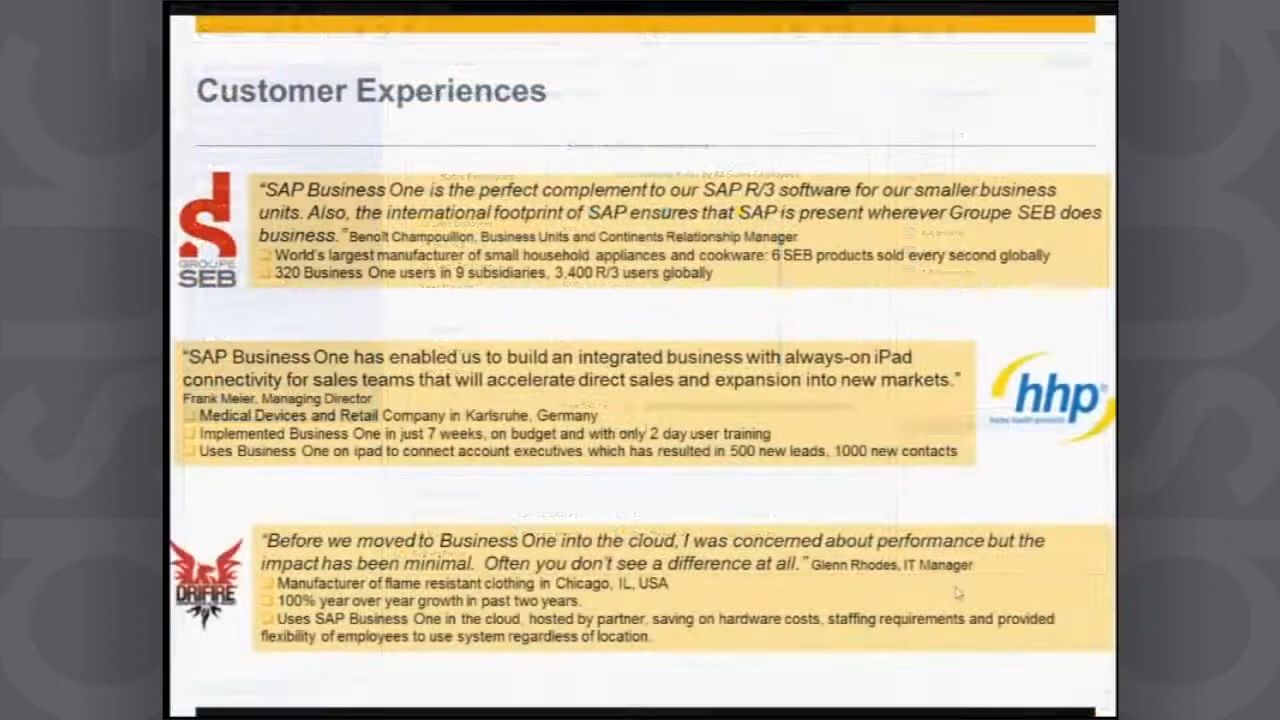 Customer Experiences
"SAP Business One is the perfect complement to our SAP R/3 software for our smaller business
units. Also, the international footprint of SAP ensures that SAP is present wherever Groupe SEB does
business." Benoît Champouillon, Business Units and Continents Relationship Manager
World's largest manufacturer of small household appliances and cookware: 6 SEB products sold every second globally
320 Business One users in 9 subsidiaries, 3,400 R/3 users globally
GROUPE
SEB
"SAP Business One has enabled us to build an integrated business with always-on iPad
connectivity for sales teams that will accelerate direct sales and expansion into new markets."
Frank Meier, Managing Director
Medical Devices and Retail Company in Karlsruhe, Germany
Implemented Business One in just 7 weeks, on budget and with only 2 day user training
Uses Business One on ipad to connect account executives which has resulted in 500 new leads, 1000 new contacts
hhp
"Before we moved to Business One into the cloud, I was concerned about performance but the
impact has been minimal. Often you don't see a difference at all." Glenn Rhodes, IT Manager
Manufacturer of flame resistant clothing in Chicago, IL, USA
100% year over year growth in past two years.
Uses SAP Business One in the cloud, hosted by partner, saving on hardware costs, staffing requirements and provided
flexibility of employees to use system regardless of location.
DRIFIRE